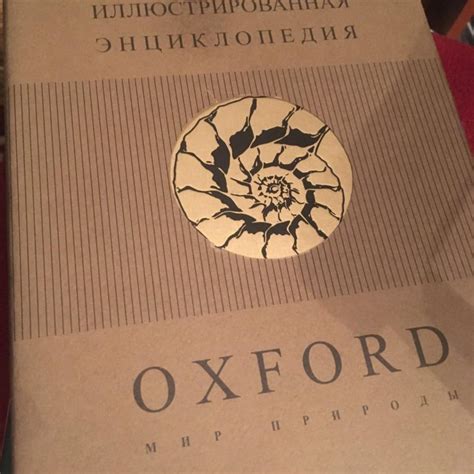 ИЛЛЮСТРИРОВАННАЯ
ЭНЦИКЛОПЕДИЯ
OXFORD
МИР ПРИРОДЫ